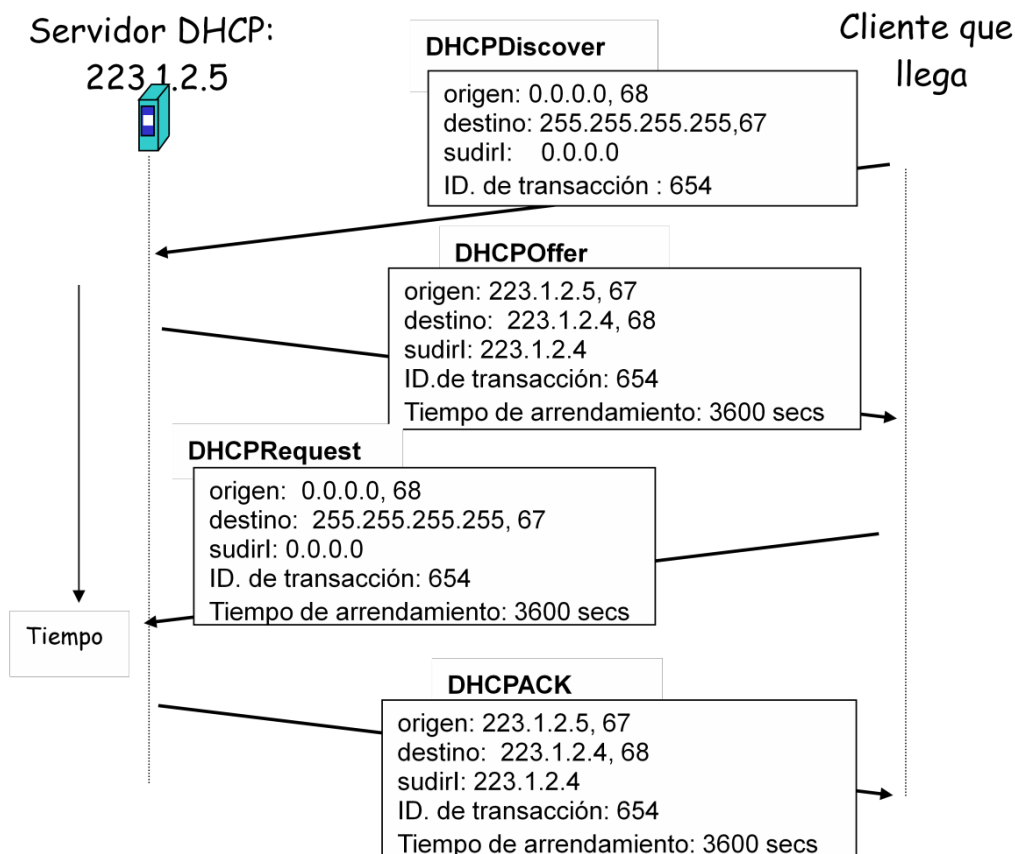 Servidor DHCP:
223.1.2.5
Cliente que
llega
DHCPDiscover
origen: 0.0.0.0, 68
destino: 255.255.255.255,67
sudirI: 0.0.0.0
ID. de transacción : 654
DHCPOffer
origen: 223.1.2.5, 67
destino: 223.1.2.4, 68
sudirI: 223.1.2.4
ID.de transacción: 654
Tiempo de arrendamiento: 3600 secs
DHCPRequest
origen: 0.0.0.0, 68
destino: 255.255.255.255, 67
sudirI: 0.0.0.0
ID. de transacción: 654
Tiempo de arrendamiento: 3600 secs
Tiempo
DHCPACK
origen: 223.1.2.5, 67
destino: 223.1.2.4, 68
sudirI: 223.1.2.4
ID. de transacción: 654
Tiempo de arrendamiento: 3600 secs